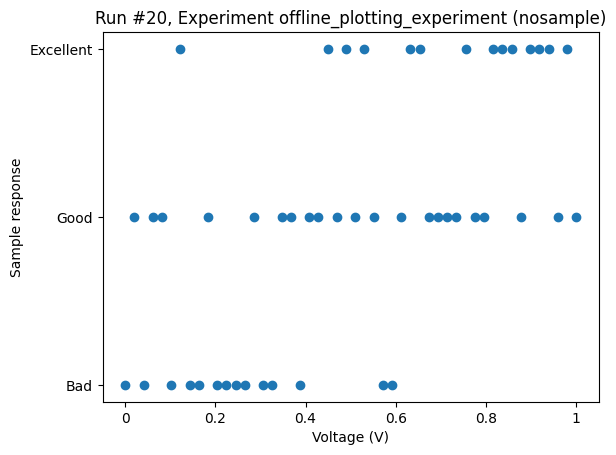 Run #20, Experiment offline_plotting_experiment (nosample)
Excellent
Good
Bad
Sample response
0
0.2
0.4
0.6
0.8
1
Voltage (V)